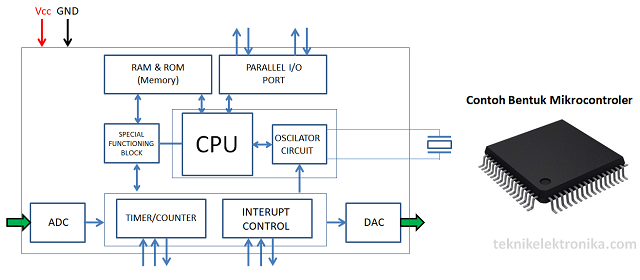 Vcc GND
RAM & ROM
(Memory)
PARALLEL I/O
PORT
Contoh Bentuk Mikrocontroler
SPECIAL
FUNCTIONING
BLOCK
CPU
OSCILATOR
CIRCUIT
ADC
TIMER/COUNTER
INTERUPT
CONTROL
DAC
teknikelektronika.com